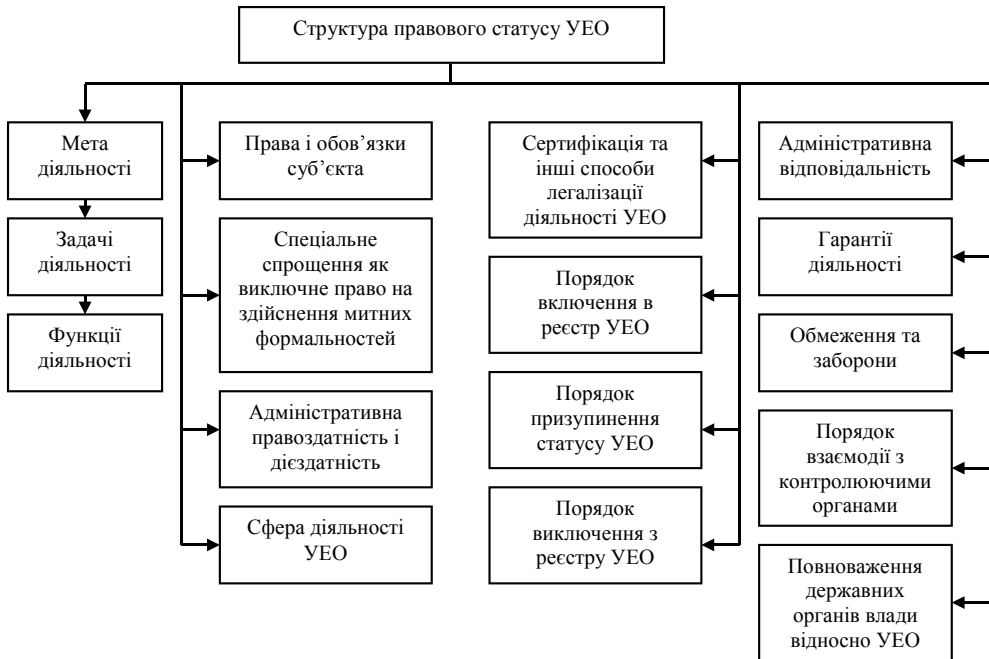 Структура правового статусу УЕО
Мета
діяльності
Задачі
діяльності
Функції
діяльності
Права і обов’язки
суб’єкта
Спеціальне
спрощення як
виключне право на
здійснення митних
формальностей
Адміністративна
правоздатність і
дієздатність
Сфера діяльності
УЕО
Сертифікація та
інші способи
легалізації
діяльності УЕО
Порядок
включення в
реєстр УЕО
Порядок
призупинення
статусу УЕО
Порядок
виключення з
реєстру УЕО
Адміністративна
відповідальність
Гарантії
діяльності
Обмеження та
заборони
Порядок
взаємодії з
контролюючими
органами
Повноваження
державних
органів влади
відносно УЕО